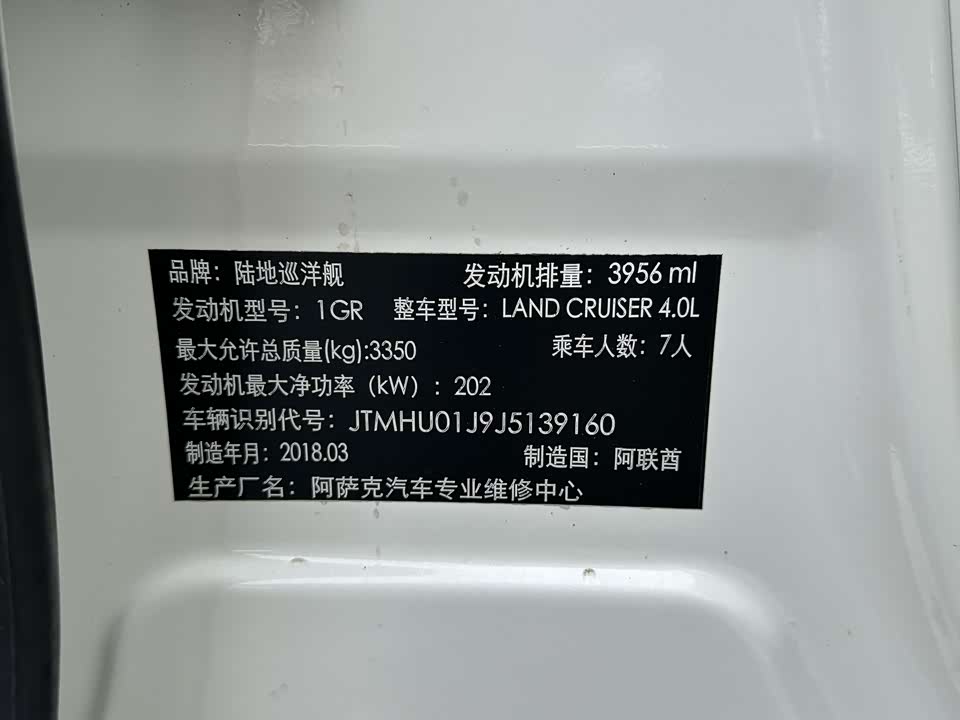 品牌：陆地巡洋舰 发动机排量：3956 ml
发动机型号：1GR 整车型号：LAND CRUISER 4.0L
最大允许总质量(kg):3350 乘车人数：7人
发动机最大净功率（kW）：202
车辆识别代号：JTMHU01J9J5139160
制造年月：2018.03 制造国：阿联酋
生产厂名：阿萨克汽车专业维修中心